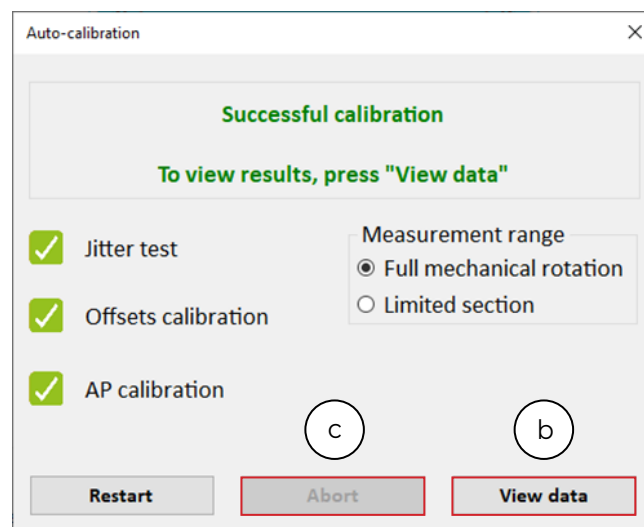 Auto-calibration
Successful calibration
To view results, press "View data"
Jitter test
Offsets calibration
AP calibration
Measurement range
Full mechanical rotation
Limited section
c
b
Restart
Abort
View data